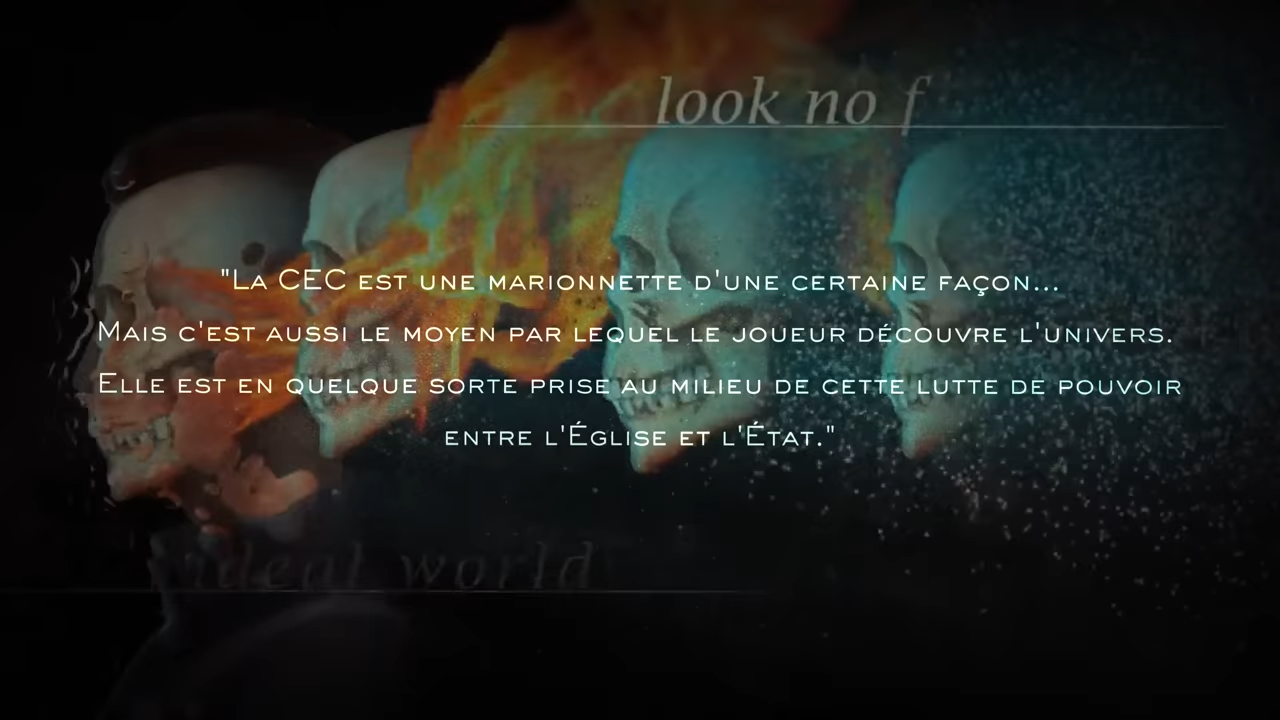 look no f
"La CEC est une marionnette d'une certaine façon...
Mais c'est aussi le moyen par lequel le joueur découvre l'univers.
Elle est en quelque sorte prise au milieu de cette lutte de pouvoir
entre l'Église et l'État."
ideal world